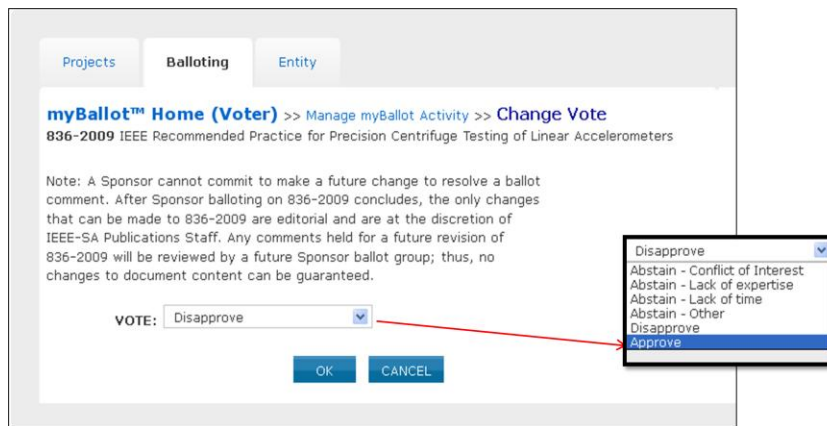 Projects Balloting Entity
myBallot™ Home (Voter) >> Manage myBallot Activity >> Change Vote
836-2009 IEEE Recommended Practice for Precision Centrifuge Testing of Linear Accelerometers
Note: A Sponsor cannot commit to make a future change to resolve a ballot
comment. After Sponsor balloting on 836-2009 concludes, the only changes
that can be made to 836-2009 are editorial and are at the discretion of
IEEE-SA Publications Staff. Any comments held for a future revision of
836-2009 will be reviewed by a future Sponsor ballot group; thus, no
changes to document content can be guaranteed.
VOTE: Disapprove
OK CANCEL
Disapprove
Abstain - Conflict of Interest
Abstain - Lack of expertise
Abstain - Lack of time
Abstain - Other
Disapprove
Approve